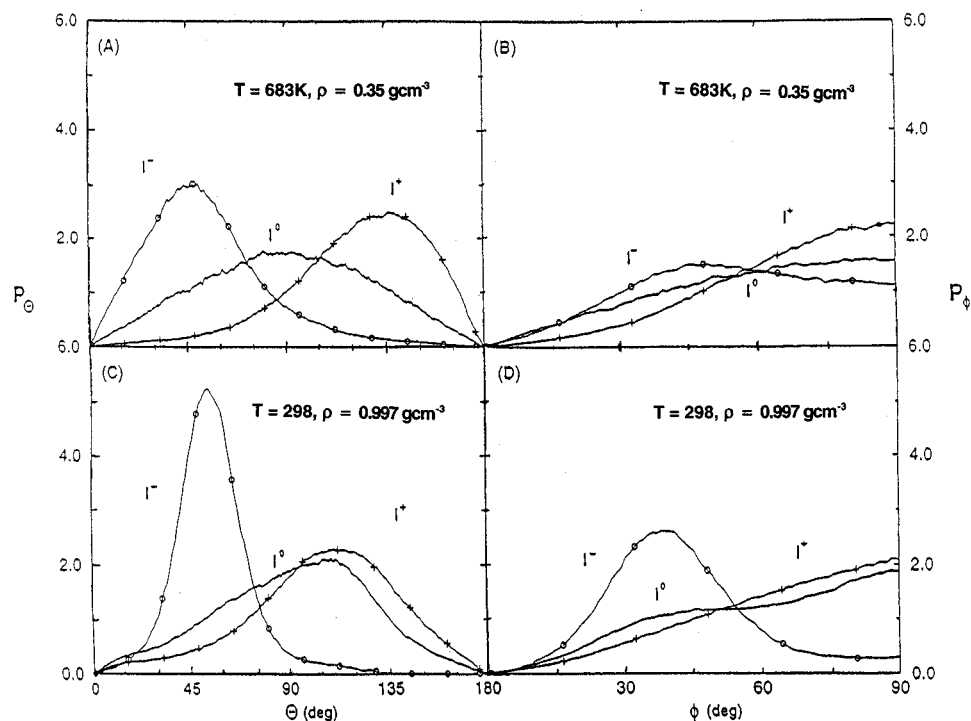 6.0
(A)
T = 683K, ρ = 0.35 gcm⁻³
4.0
I⁻
I⁺
I⁰
2.0
P_Θ
6.0
(B)
T = 683K, ρ = 0.35 gcm⁻³
6.0
4.0
I⁺
I⁻
2.0
I⁰
P_ϕ
6.0
(C)
T = 298, ρ = 0.997 gcm⁻³
4.0
I⁻
I⁺
I⁰
2.0
0.0
0
45
90
135
180
Θ (deg)
(D)
T = 298, ρ = 0.997 gcm⁻³
4.0
I⁻
I⁺
I⁰
2.0
0.0
30
60
90
ϕ (deg)